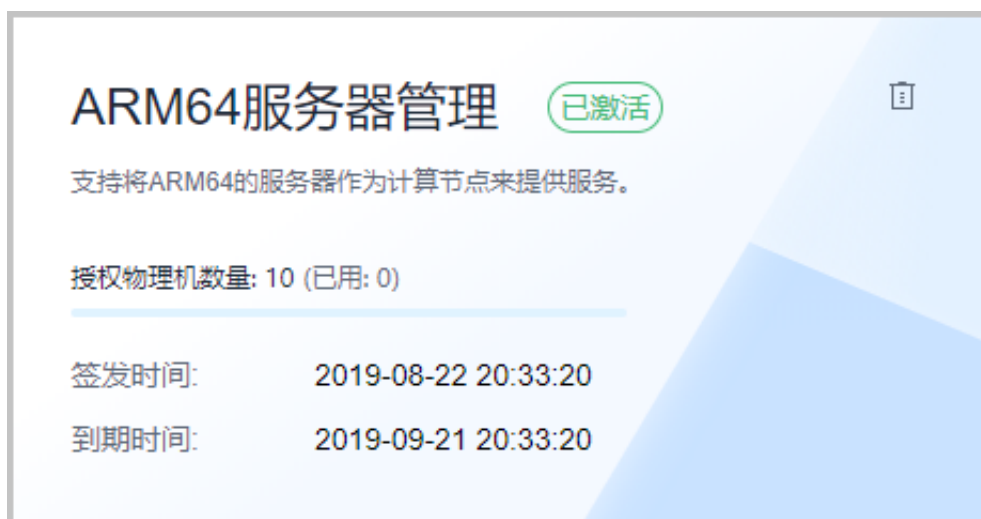 ARM64服务器管理 已激活
支持将ARM64的服务器作为计算节点来提供服务。
授权物理机数量: 10 (已用: 0)
签发时间: 2019-08-22 20:33:20
到期时间: 2019-09-21 20:33:20